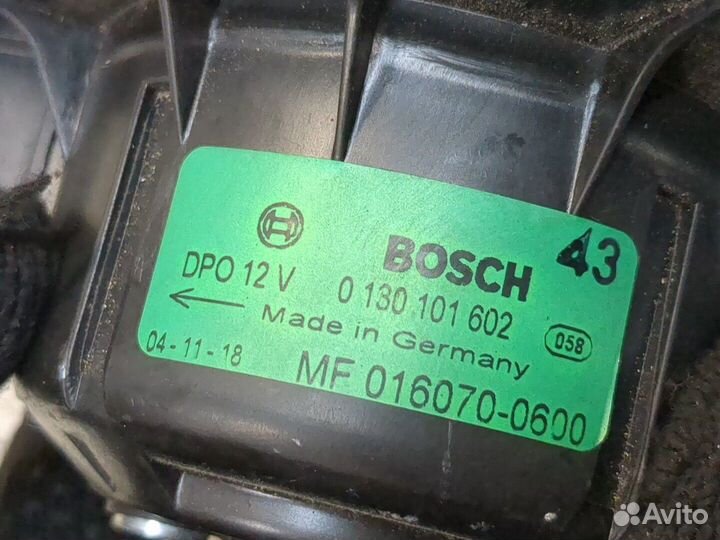 BOSCH 43
DPO 12 V 0 130 101 602
Made in Germany 058
04-11-18 MF 016070-0600
Avito